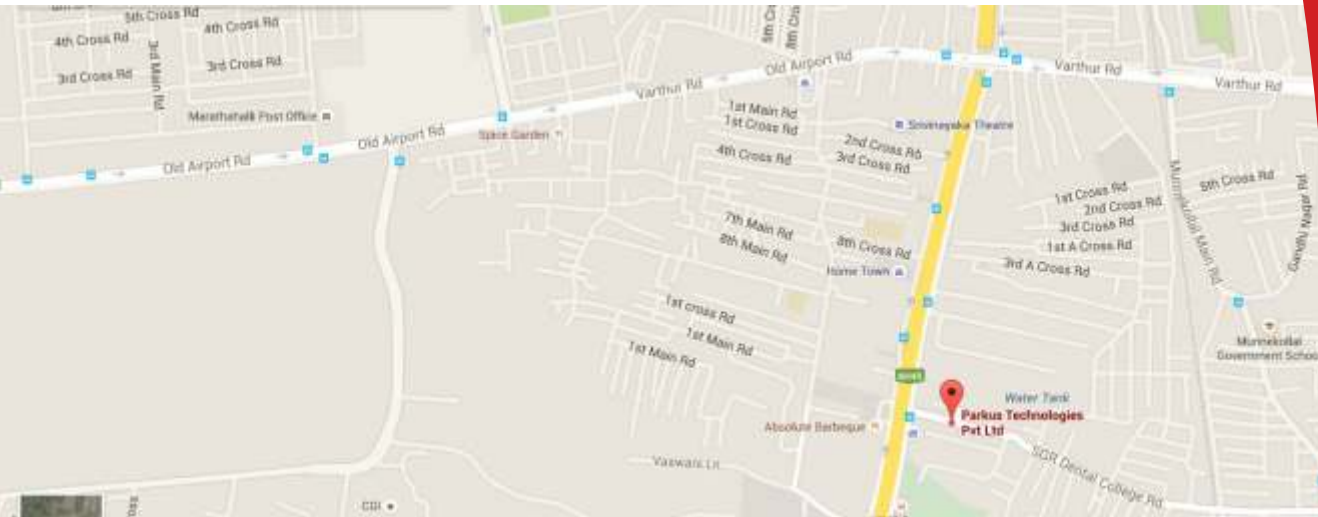 5th Cross Rd
4th Cross Rd
4th Cross Rd
3rd Main Rd
3rd Cross Rd
3rd Cross Rd
Marathahalli Post Office
Old Airport Rd
Old Airport Rd
Spice Garden
Varthur Rd
Old Airport Rd
Varthur Rd
Varthur Rd
1st Main Rd
1st Cross Rd
4th Cross Rd
2nd Cross Rd
3rd Cross Rd
Srivinayaka Theatre
7th Main Rd
8th Main Rd
8th Cross Rd
Home Town
1st cross Rd
1st Main Rd
1st Main Rd
1st Cross Rd
2nd Cross Rd
3rd Cross Rd
1st A Cross Rd
3rd A Cross Rd
Munnekollal Main Rd
5th Cross Rd
Gandhi Nagar Rd
Munnekollal
Government School
Water Tank
Parkus Technologies
Pvt Ltd
SGR Dental College Rd
Absolute Barbeque
Vaswani Ln
CGI